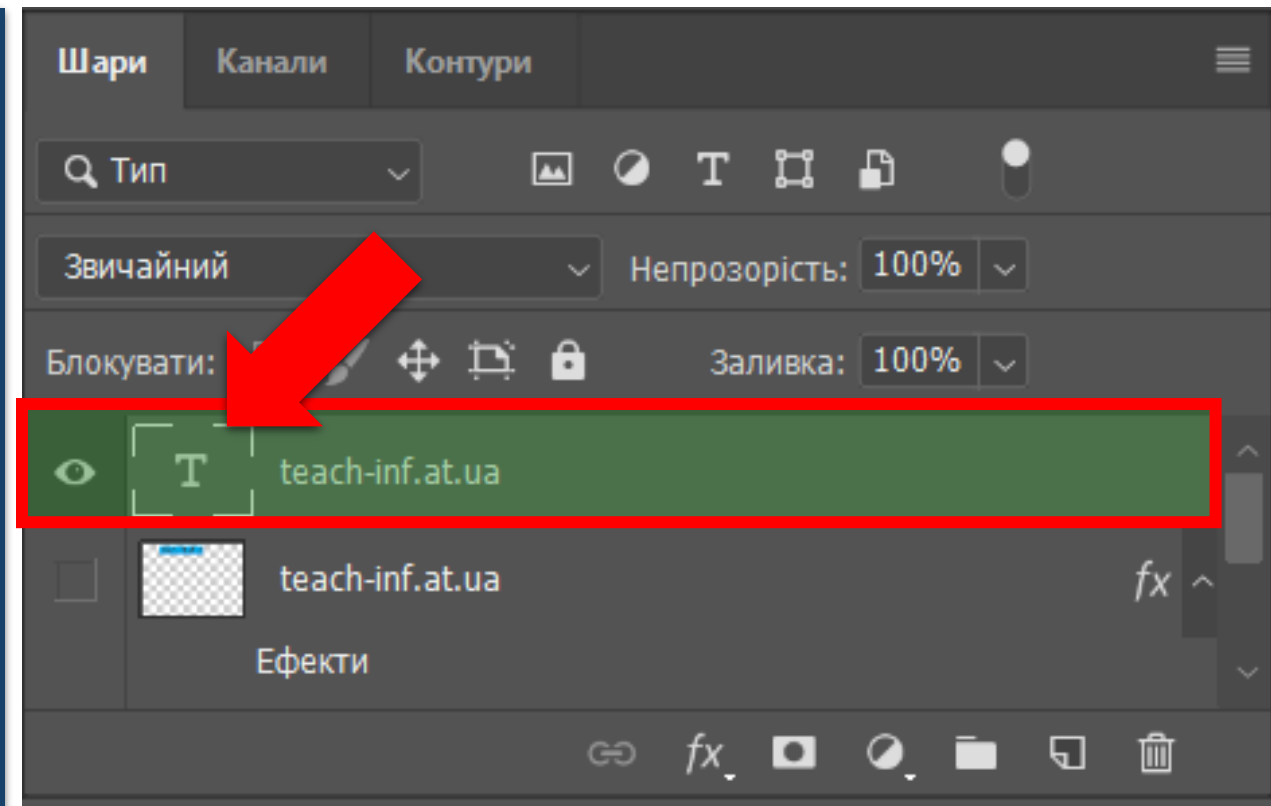 Шари Канали Контури
Тип T
Звичайний Непрозорість: 100%
Блокувати: Заливка: 100%
T teach-inf.at.ua
teach-inf.at.ua fx
Ефекти
fx